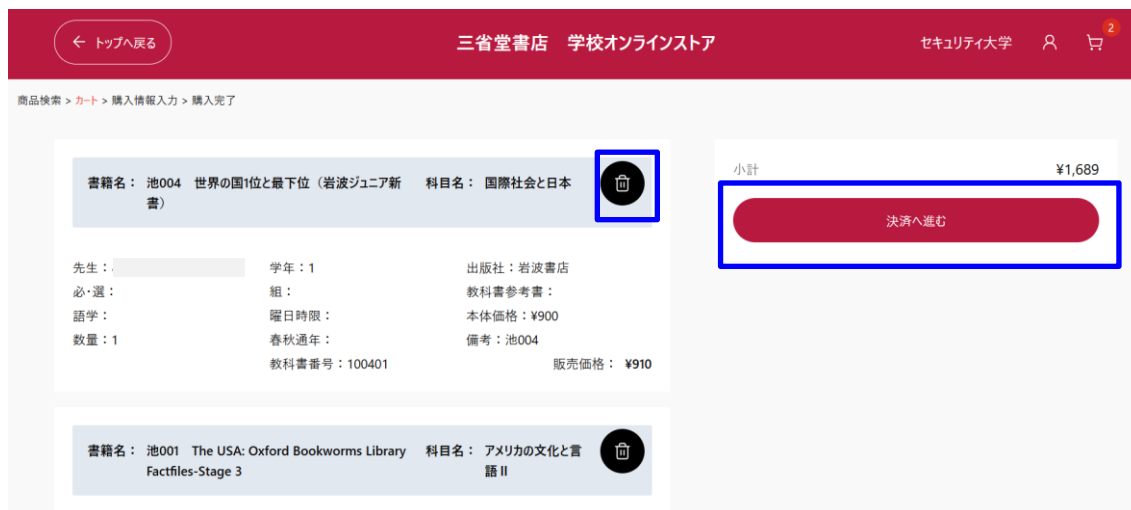 ← トップへ戻る
三省堂書店　学校オンラインストア
セキュリティ大学
2
商品検索 > カート > 購入情報入力 > 購入完了
書籍名： 池004　世界の国1位と最下位（岩波ジュニア新書）
科目名： 国際社会と日本
先生：
学年：1
出版社：岩波書店
必・選：
組：
教科書参考書：
語学：
曜日時限：
本体価格：¥900
数量：1
春秋通年：
備考：池004
教科書番号：100401
販売価格： ¥910
小計 ¥1,689
決済へ進む
書籍名： 池001　The USA: Oxford Bookworms Library
Factfiles-Stage 3
科目名： アメリカの文化と言
語Ⅱ